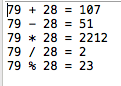 79 + 28 = 107
79 - 28 = 51
79 * 28 = 2212
79 / 28 = 2
79 % 28 = 23